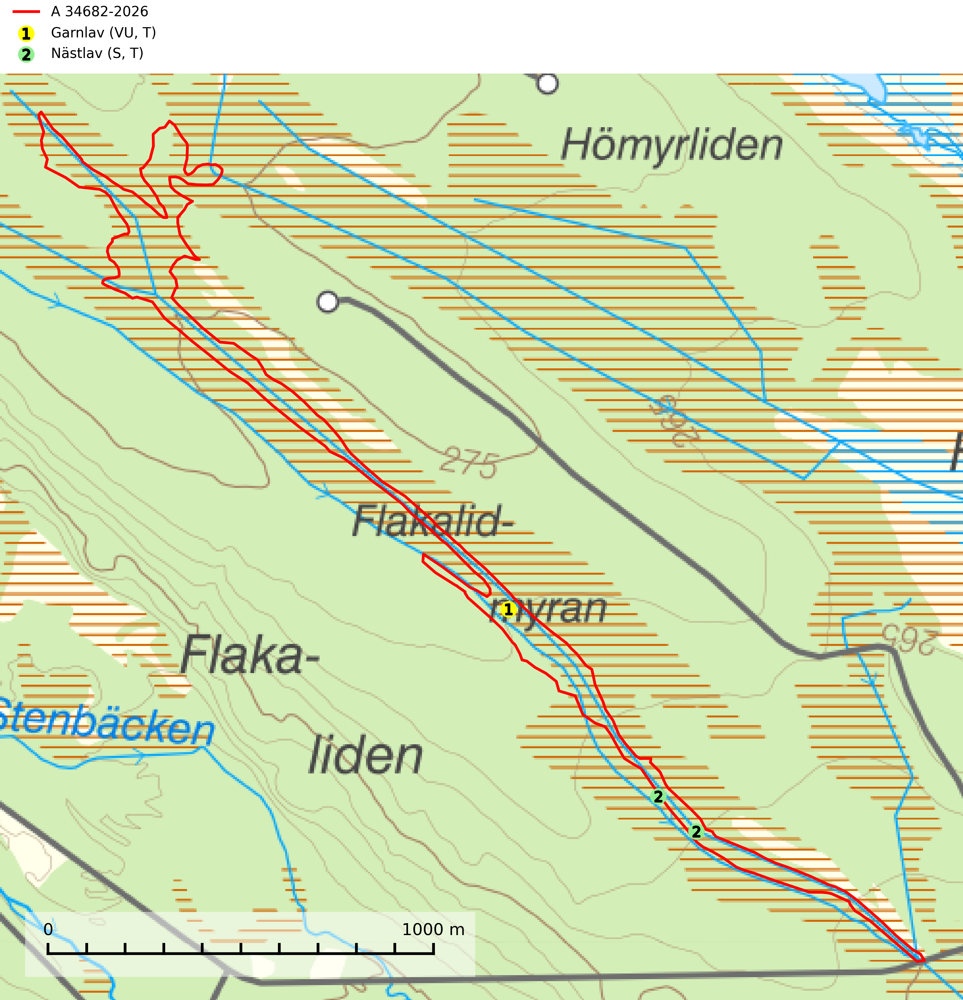 A 34682-2026
1 Garnlav (VU, T)
2 Nästlav (S, T)
Hömyrliden
265
275
Flakalid-
1
myran
265
Flaka-
Stenbäcken
liden
2
2
0 1000 m